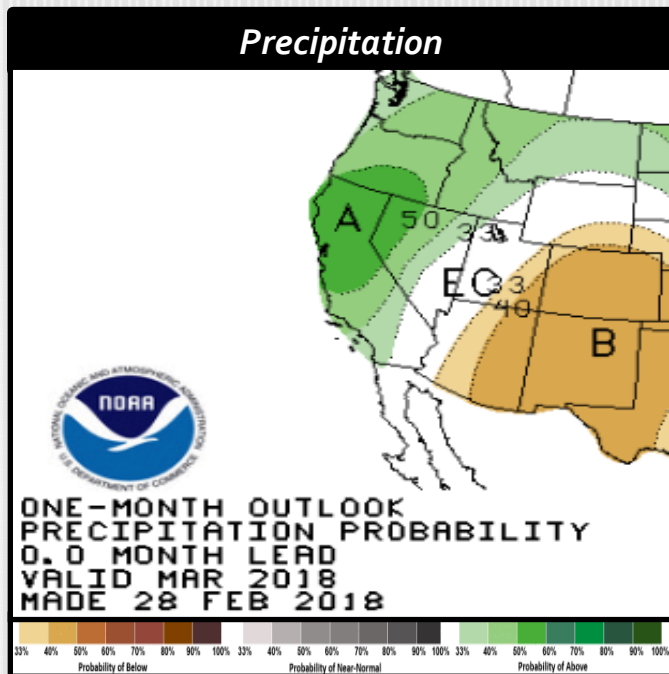 Precipitation
A
50
33
EC
33
40
B
NATIONAL OCEANIC AND ATMOSPHERIC ADMINISTRATION
NOAA
U.S. DEPARTMENT OF COMMERCE
ONE-MONTH OUTLOOK
PRECIPITATION PROBABILITY
0.0 MONTH LEAD
VALID MAR 2018
MADE 28 FEB 2018
33% 40% 50% 60% 70% 80% 90% 100% 33% 40% 50% 60% 70% 80% 90% 100% 33% 40% 50% 60% 70% 80% 90% 100%
Probability of Below Probability of Near-Normal Probability of Above